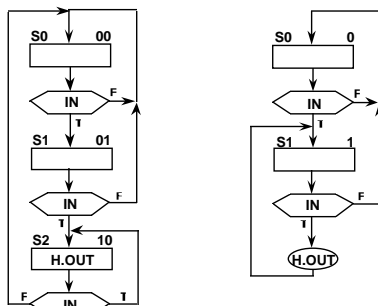 S0 00
IN F
T
S1 01
IN F
T
S2 10
H.OUT
F IN T
S0 0
IN F
T
S1 1
IN F
T
H.OUT